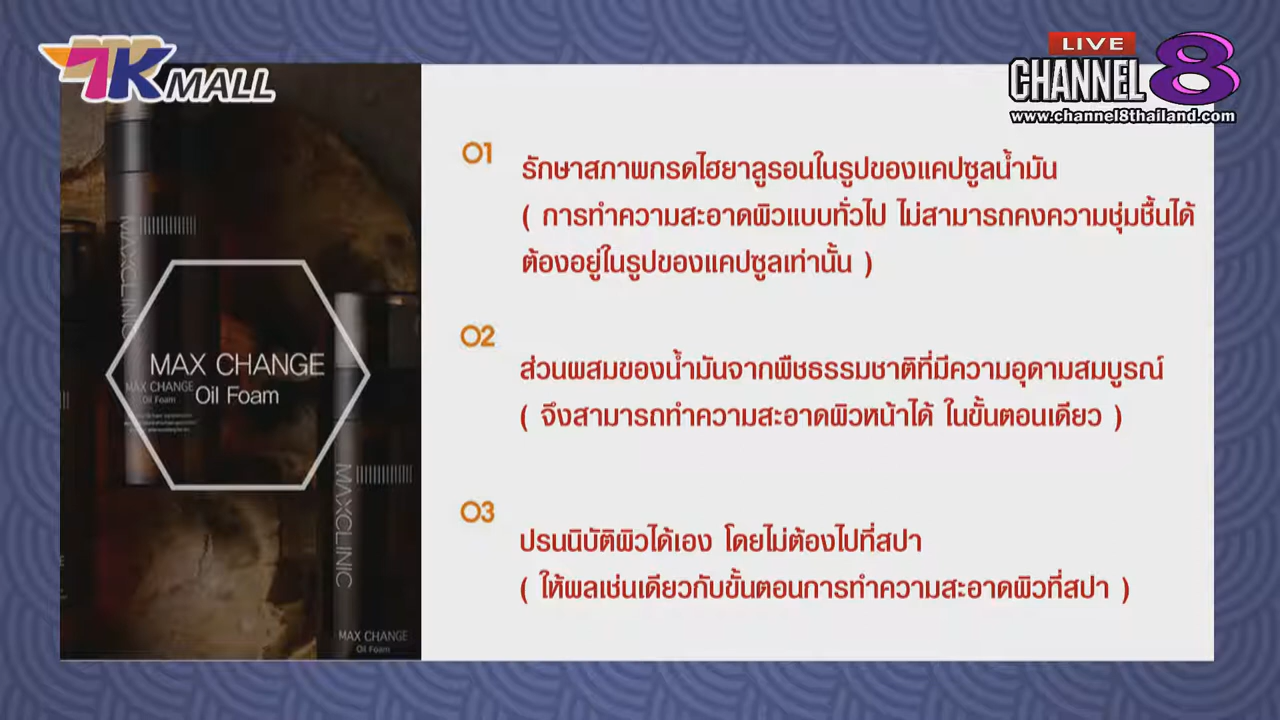 7K MALL
LIVE
CHANNEL 8
www.channel8thailand.com
MAXCLINIC
MAX CHANGE
Oil Foam
MAX CHANGE
Oil Foam
MAXCLINIC
MAX CHANGE
Oil Foam
01
รักษาสภาพกรดไฮยาลูรอนในรูปของแคปซูลน้ำมัน
( การทำความสะอาดผิวแบบทั่วไป ไม่สามารถคงความชุ่มชื้นได้
ต้องอยู่ในรูปของแคปซูลเท่านั้น )
02
ส่วนผสมของน้ำมันจากพืชธรรมชาติที่มีความอุดามสมบูรณ์
( จึงสามารถทำความสะอาดผิวหน้าได้ ในขั้นตอนเดียว )
03
ปรนนิบัติผิวได้เอง โดยไม่ต้องไปที่สปา
( ให้ผลเช่นเดียวกับขั้นตอนการทำความสะอาดผิวที่สปา )